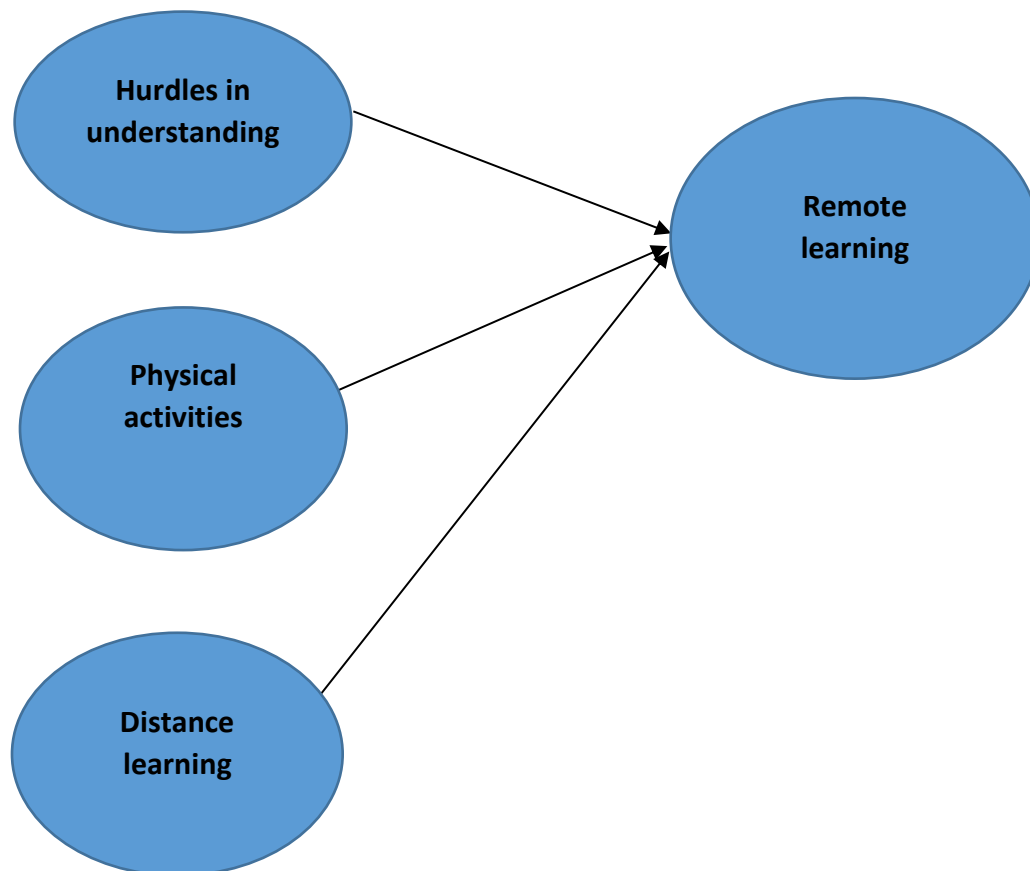 Hurdles in
understanding
Remote
learning
Physical
activities
Distance
learning